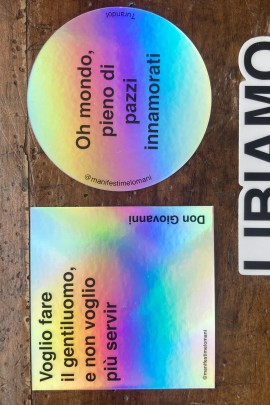 Turandot
Oh mondo,
pieno di
pazzi
innamorati
@manifestimelomani
Don Giovanni
Voglio fare
il gentiluomo,
e non voglio
più servir
@manifestimelomani
LIBIAMO